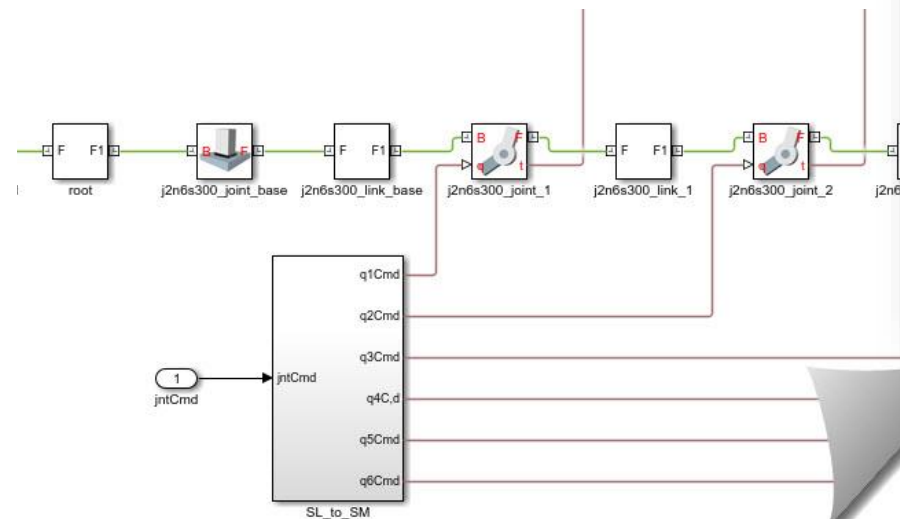 F F1
root
B F
j2n6s300_joint_base
F F1
j2n6s300_link_base
B F
q t
j2n6s300_joint_1
F F1
j2n6s300_link_1
B F
q t
j2n6s300_joint_2
j2n6
1
jntCmd
jntCmd
q1Cmd
q2Cmd
q3Cmd
q4C,d
q5Cmd
q6Cmd
SL_to_SM